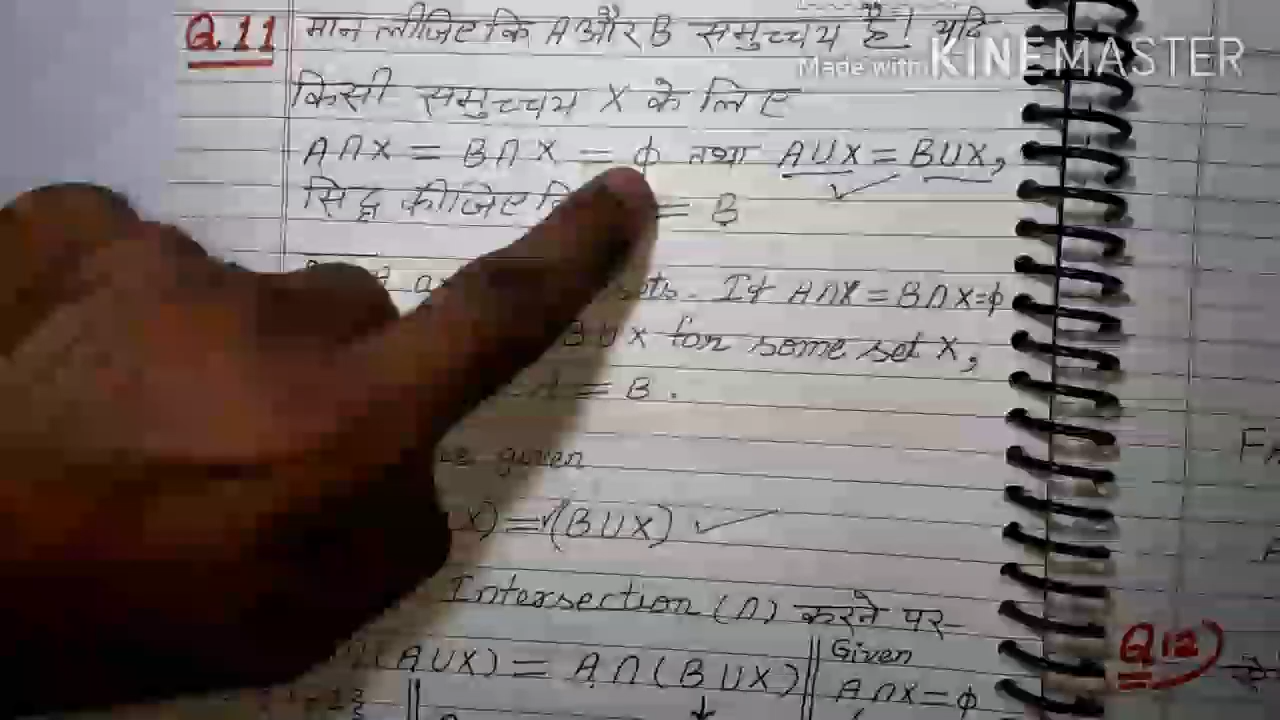 Q.11 मान लीजिए कि A और B समुच्चय है। यदि
Made with KINEMASTER
किसी समुच्चय X के लिए
A∩X = B∩X = ϕ तथा A∪X = B∪X,
सिद्ध कीजिए = B
sets. If A∩X = B∩X=ϕ
B∪X for some set X,
A = B.
given
X) = (B∪X)
Intersection (∩) करने पर
(A∪X) = A∩(B∪X)
Given
A∩X=ϕ
Q12